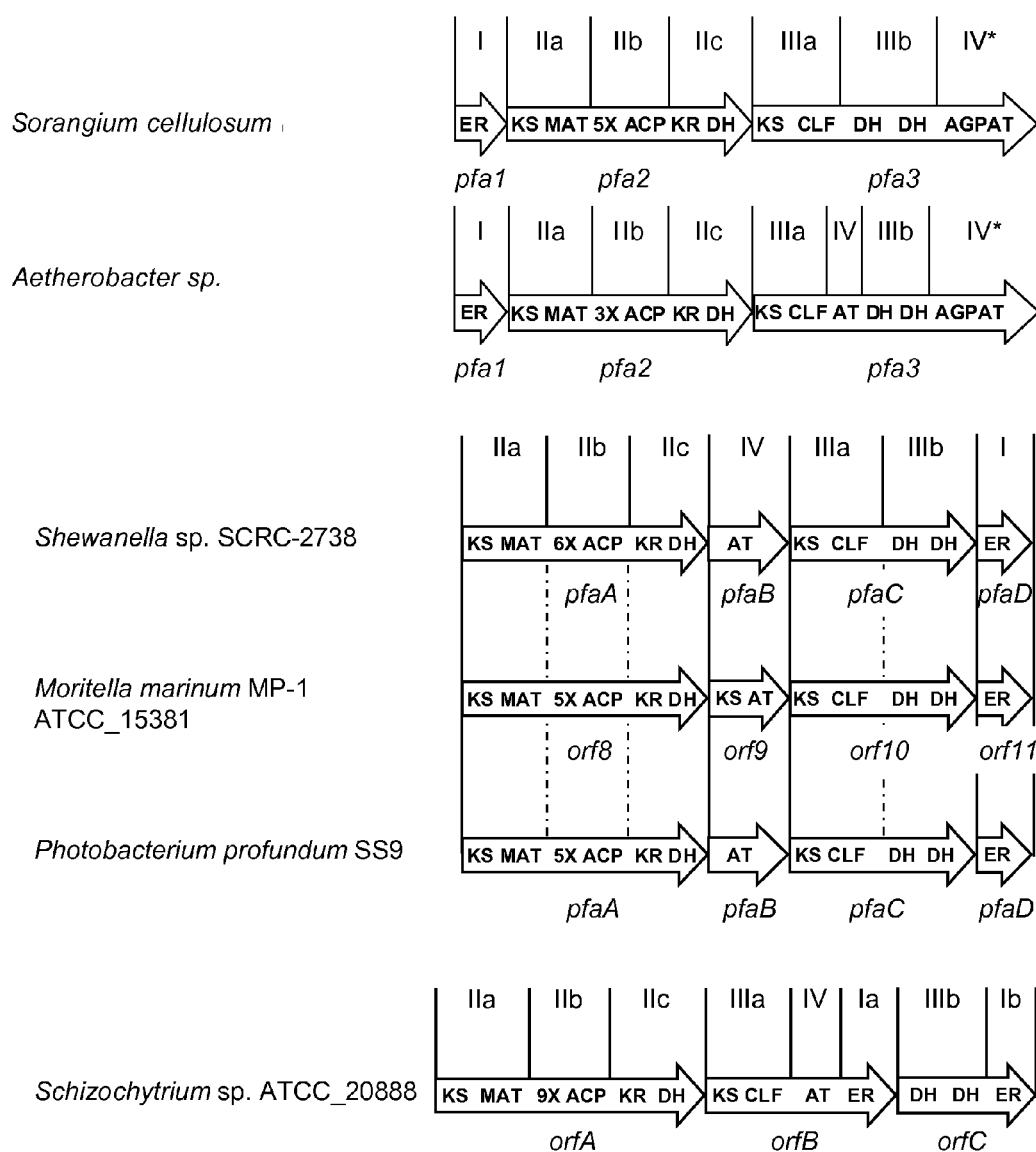 I IIa IIb IIc IIIa IIIb IV*
Sorangium cellulosum
ER KS MAT 5X ACP KR DH KS CLF DH DH AGPAT
pfa1 pfa2 pfa3
I IIa IIb IIc IIIa IV IIIb IV*
Aetherobacter sp.
ER KS MAT 3X ACP KR DH KS CLF AT DH DH AGPAT
pfa1 pfa2 pfa3
IIa IIb IIc IV IIIa IIIb I
Shewanella sp. SCRC-2738
KS MAT 6X ACP KR DH AT KS CLF DH DH ER
pfaA pfaB pfaC pfaD
Moritella marinum MP-1
ATCC_15381
KS MAT 5X ACP KR DH KS AT KS CLF DH DH ER
orf8 orf9 orf10 orf11
Photobacterium profundum SS9
KS MAT 5X ACP KR DH AT KS CLF DH DH ER
pfaA pfaB pfaC pfaD
IIa IIb IIc IIIa IV Ia IIIb Ib
Schizochytrium sp. ATCC_20888
KS MAT 9X ACP KR DH KS CLF AT ER DH DH ER
orfA orfB orfC